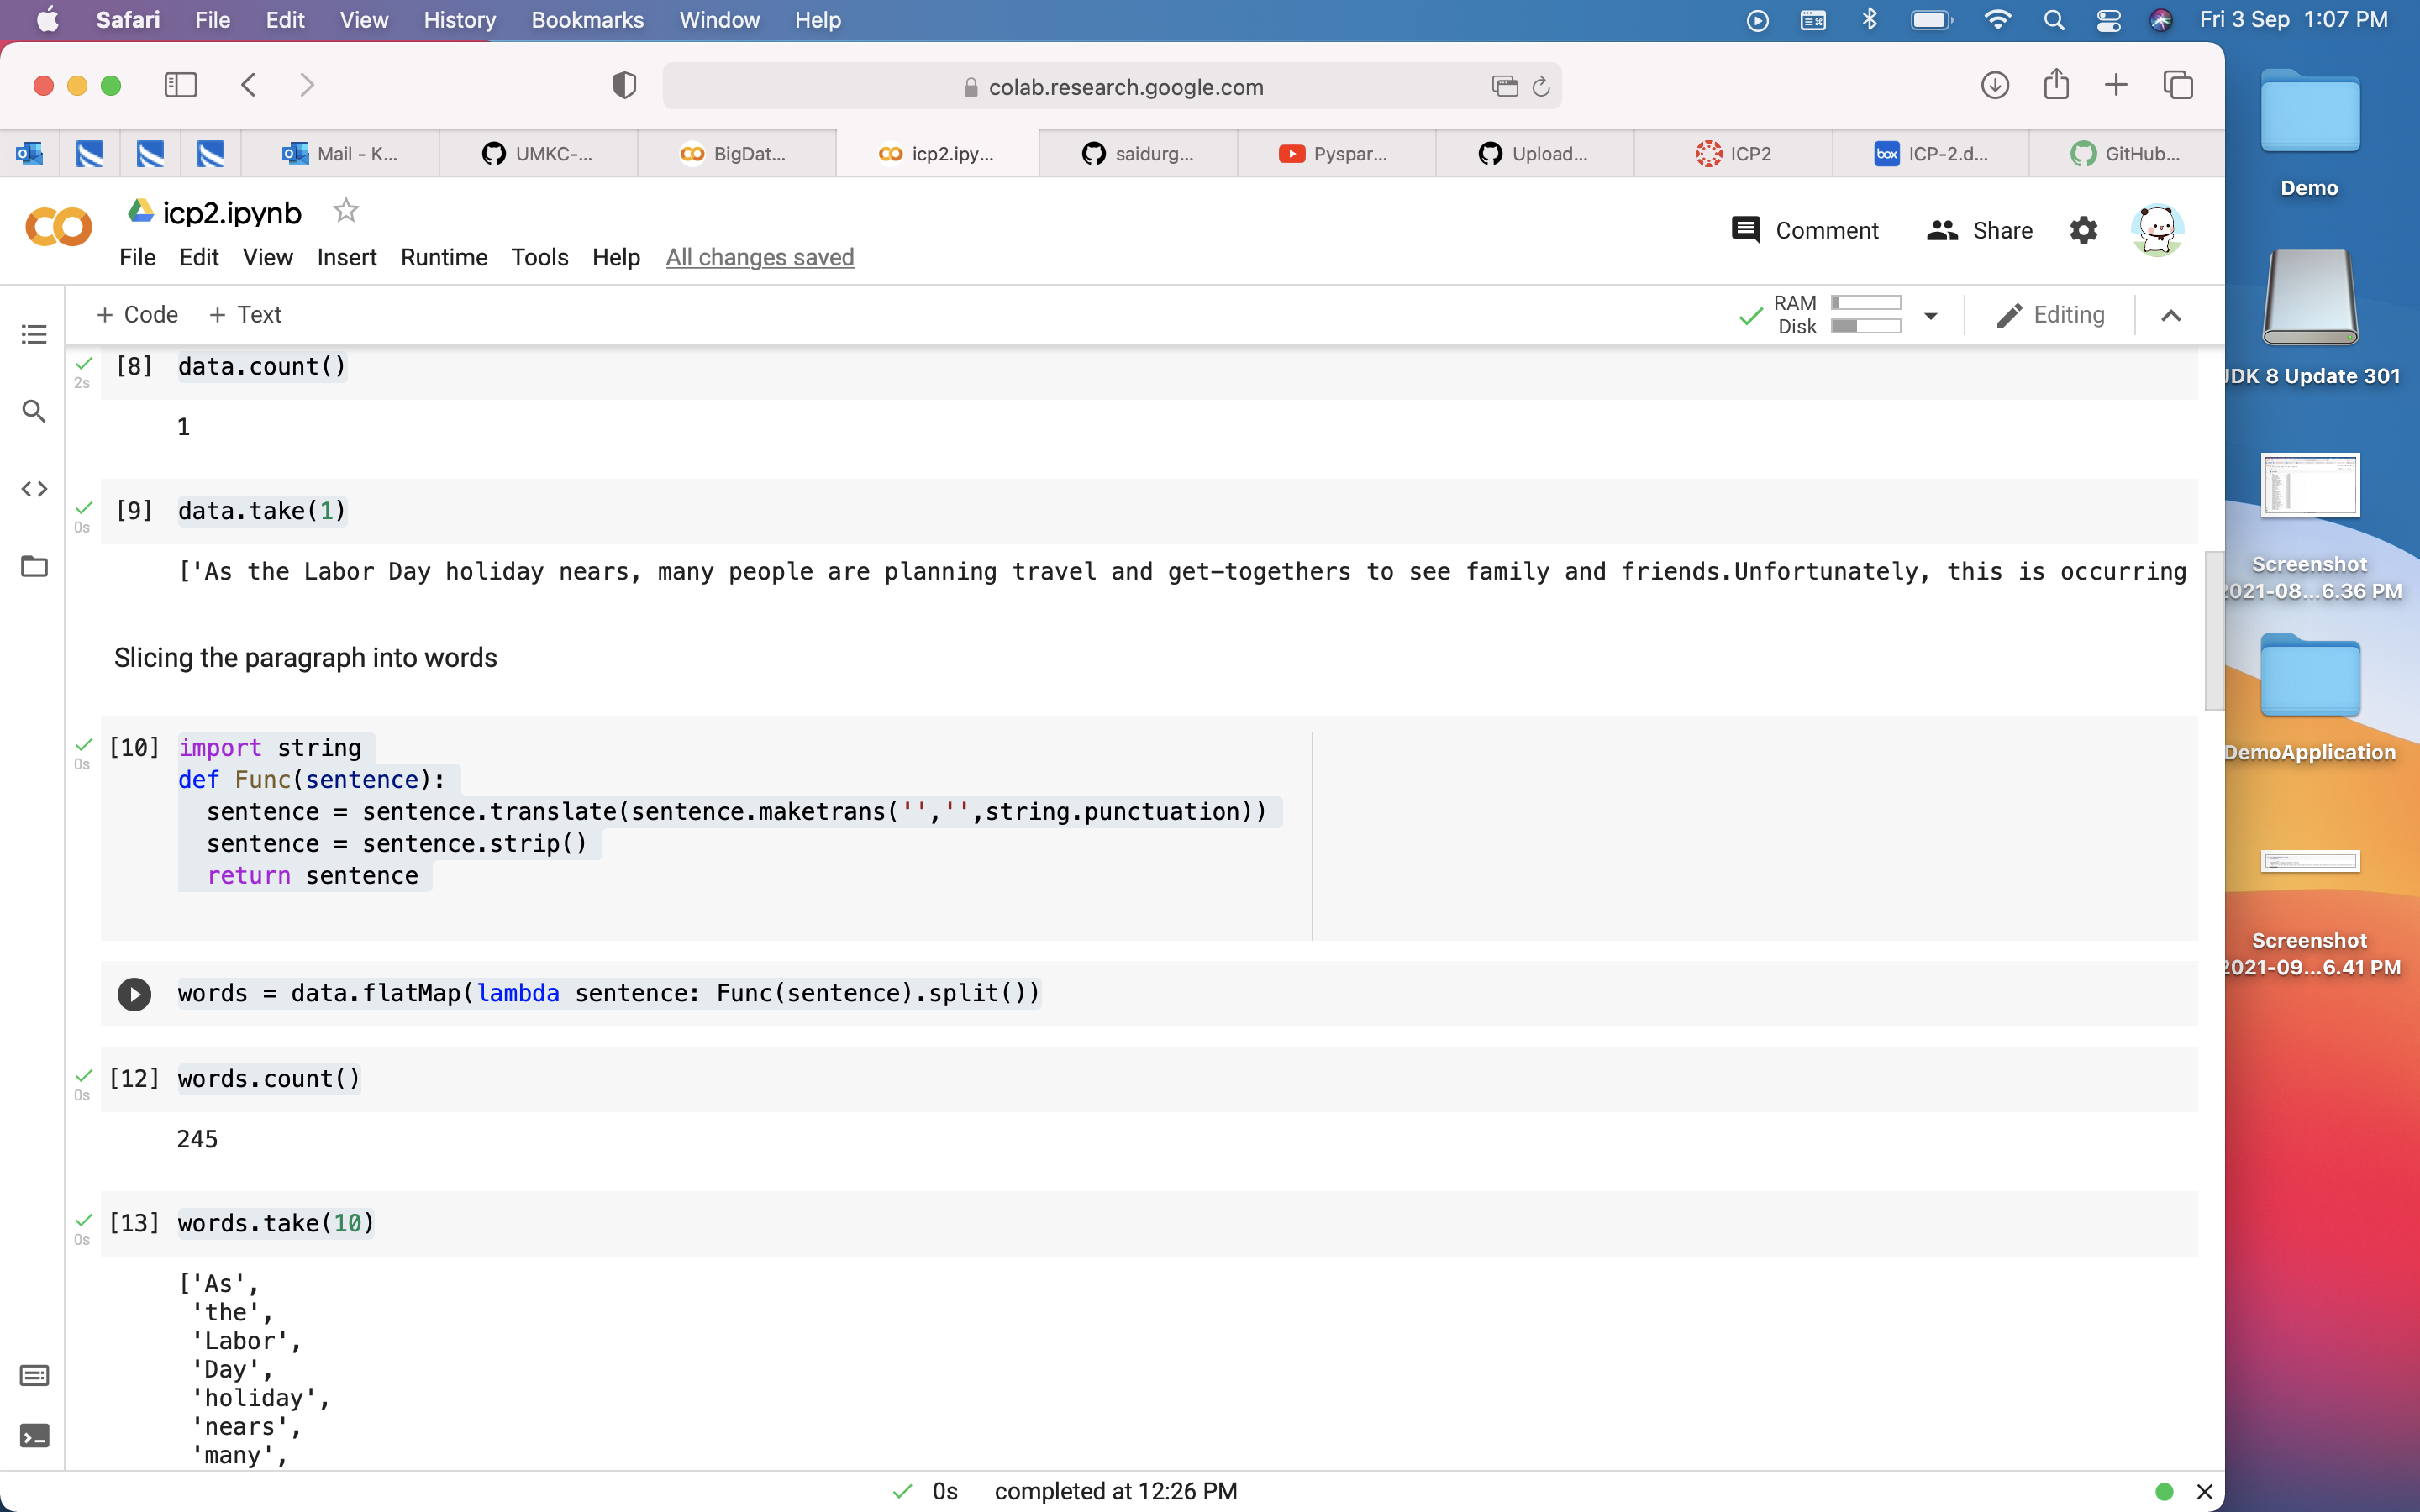 Safari File Edit View History Bookmarks Window Help Fri 3 Sep 1:07 PM
colab.research.google.com
Mail - K... UMKC-... BigDat... icp2.ipy... saidurg... Pyspar... Upload... ICP2 box ICP-2.d... GitHub...
icp2.ipynb
Comment Share
File Edit View Insert Runtime Tools Help All changes saved
+ Code + Text
RAM
Disk
Editing
[8] data.count()
2s
1
[9] data.take(1)
0s
['As the Labor Day holiday nears, many people are planning travel and get-togethers to see family and friends.Unfortunately, this is occurring
Slicing the paragraph into words
[10] import string
0s
def Func(sentence):
sentence = sentence.translate(sentence.maketrans('','',string.punctuation))
sentence = sentence.strip()
return sentence
words = data.flatMap(lambda sentence: Func(sentence).split())
[12] words.count()
0s
245
[13] words.take(10)
0s
['As',
'the',
'Labor',
'Day',
'holiday',
'nears',
'many',
0s completed at 12:26 PM
Demo
JDK 8 Update 301
Screenshot
2021-08...6.36 PM
DemoApplication
Screenshot
2021-09...6.41 PM